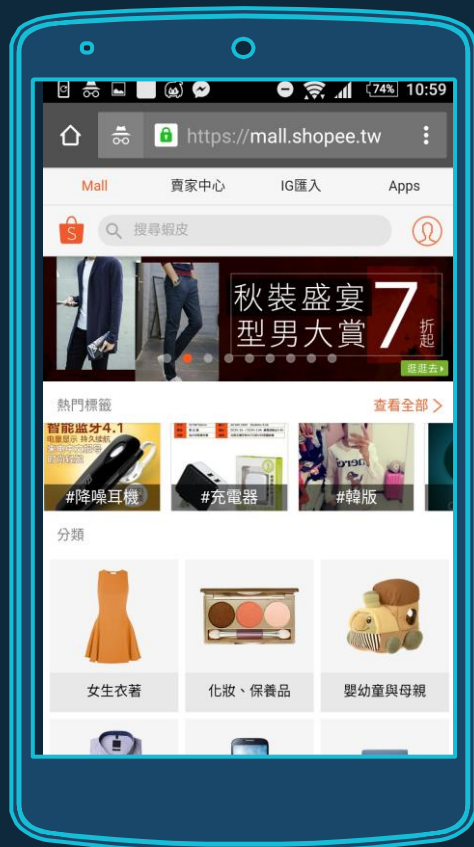 74% 10:59
https://mall.shopee.tw
Mall 賣家中心 IG匯入 Apps
搜尋蝦皮
秋裝盛宴
型男大賞
7 折起
逛逛去
熱門標籤 查看全部
智能蓝牙4.1
#降噪耳機 #充電器 #韓版
分類
女生衣著 化妝、保養品 嬰幼童與母親